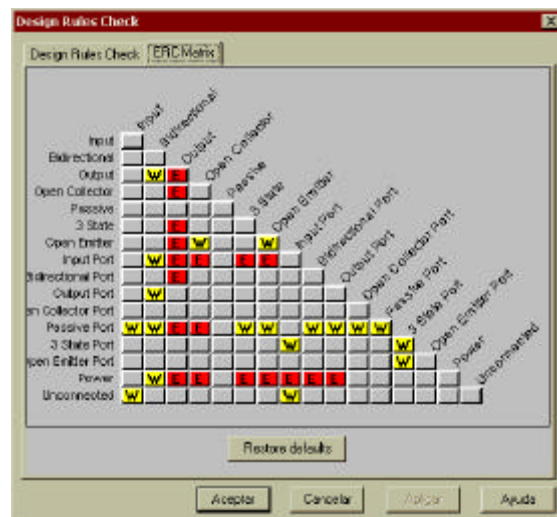 Design Rules Check
Design Rules Check ERC Matrix
Input
Bidirectional
Output
Open Collector
Passive
3 State
Open Emitter
Input Port
Bidirectional Port
Output Port
Open Collector Port
Passive Port
3 State Port
Open Emitter Port
Power
Unconnected
Input
Bidirectional
Output W E
Open Collector E
Passive
3 State E
Open Emitter E W W
Input Port W E E E E
Bidirectional Port E
Output Port W
en Collector Port
Passive Port W W E E W W W W W W
3 State Port W W
Open Emitter Port W
Power W E E E E E E E E
Unconnected W W
Restore defaults
Aceptar Cancelar Aplicar Ayuda